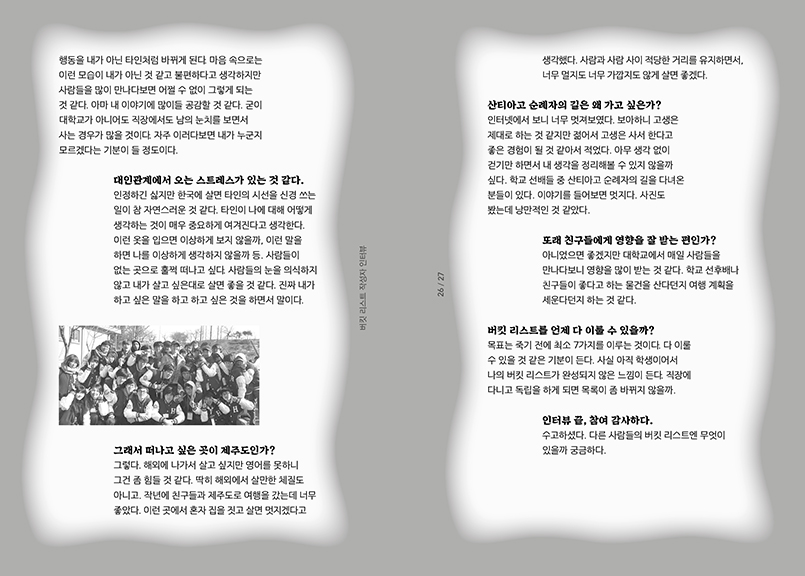 행동을 내가 아닌 타인처럼 바뀌게 된다. 마음 속으로는
이런 모습이 내가 아닌 것 같고 불편하다고 생각하지만
사람들을 많이 만나다보면 어쩔 수 없이 그렇게 되는
것 같다. 아마 내 이야기에 많이들 공감할 것 같다. 굳이
대학교가 아니어도 직장에서도 남의 눈치를 보면서
사는 경우가 많을 것이다. 자주 이러다보면 내가 누군지
모르겠다는 기분이 들 정도이다.
대인관계에서 오는 스트레스가 있는 것 같다.
인정하긴 싫지만 한국에 살면 타인의 시선을 신경 쓰는
일이 참 자연스러운 것 같다. 타인이 나에 대해 어떻게
생각하는 것이 매우 중요하게 여겨진다고 생각한다.
이런 옷을 입으면 이상하게 보지 않을까, 이런 말을
하면 나를 이상하게 생각하지 않을까 등. 사람들이
없는 곳으로 훌쩍 떠나고 싶다. 사람들의 눈을 의식하지
않고 내가 살고 싶은대로 살면 좋을 것 같다. 진짜 내가
하고 싶은 말을 하고 하고 싶은 것을 하면서 말이다.
그래서 떠나고 싶은 곳이 제주도인가?
그렇다. 해외에 나가서 살고 싶지만 영어를 못하니
그건 좀 힘들 것 같다. 딱히 해외에서 살만한 체질도
아니고. 작년에 친구들과 제주도로 여행을 갔는데 너무
좋았다. 이런 곳에서 혼자 집을 짓고 살면 멋지겠다고
버킷 리스트 작성자 인터뷰
26 / 27
생각했다. 사람과 사람 사이 적당한 거리를 유지하면서,
너무 멀지도 너무 가깝지도 않게 살면 좋겠다.
산티아고 순례자의 길은 왜 가고 싶은가?
인터넷에서 보니 너무 멋져보였다. 보아하니 고생은
제대로 하는 것 같지만 젊어서 고생은 사서 한다고
좋은 경험이 될 것 같아서 적었다. 아무 생각 없이
걷기만 하면서 내 생각을 정리해볼 수 있지 않을까
싶다. 학교 선배들 중 산티아고 순례자의 길을 다녀온
분들이 있다. 이야기를 들어보면 멋지다. 사진도
봤는데 낭만적인 것 같았다.
또래 친구들에게 영향을 잘 받는 편인가?
아니었으면 좋겠지만 대학교에서 매일 사람들을
만나다보니 영향을 많이 받는 것 같다. 학교 선후배나
친구들이 좋다고 하는 물건을 산다던지 여행 계획을
세운다던지 하는 것 같다.
버킷 리스트를 언제 다 이룰 수 있을까?
목표는 죽기 전에 최소 7가지를 이루는 것이다. 다 이룰
수 있을 것 같은 기분이 든다. 사실 아직 학생이어서
나의 버킷 리스트가 완성되지 않은 느낌이 든다. 직장에
다니고 독립을 하게 되면 목록이 좀 바뀌지 않을까.
인터뷰 끝, 참여 감사하다.
수고하셨다. 다른 사람들의 버킷 리스트엔 무엇이
있을까 궁금하다.